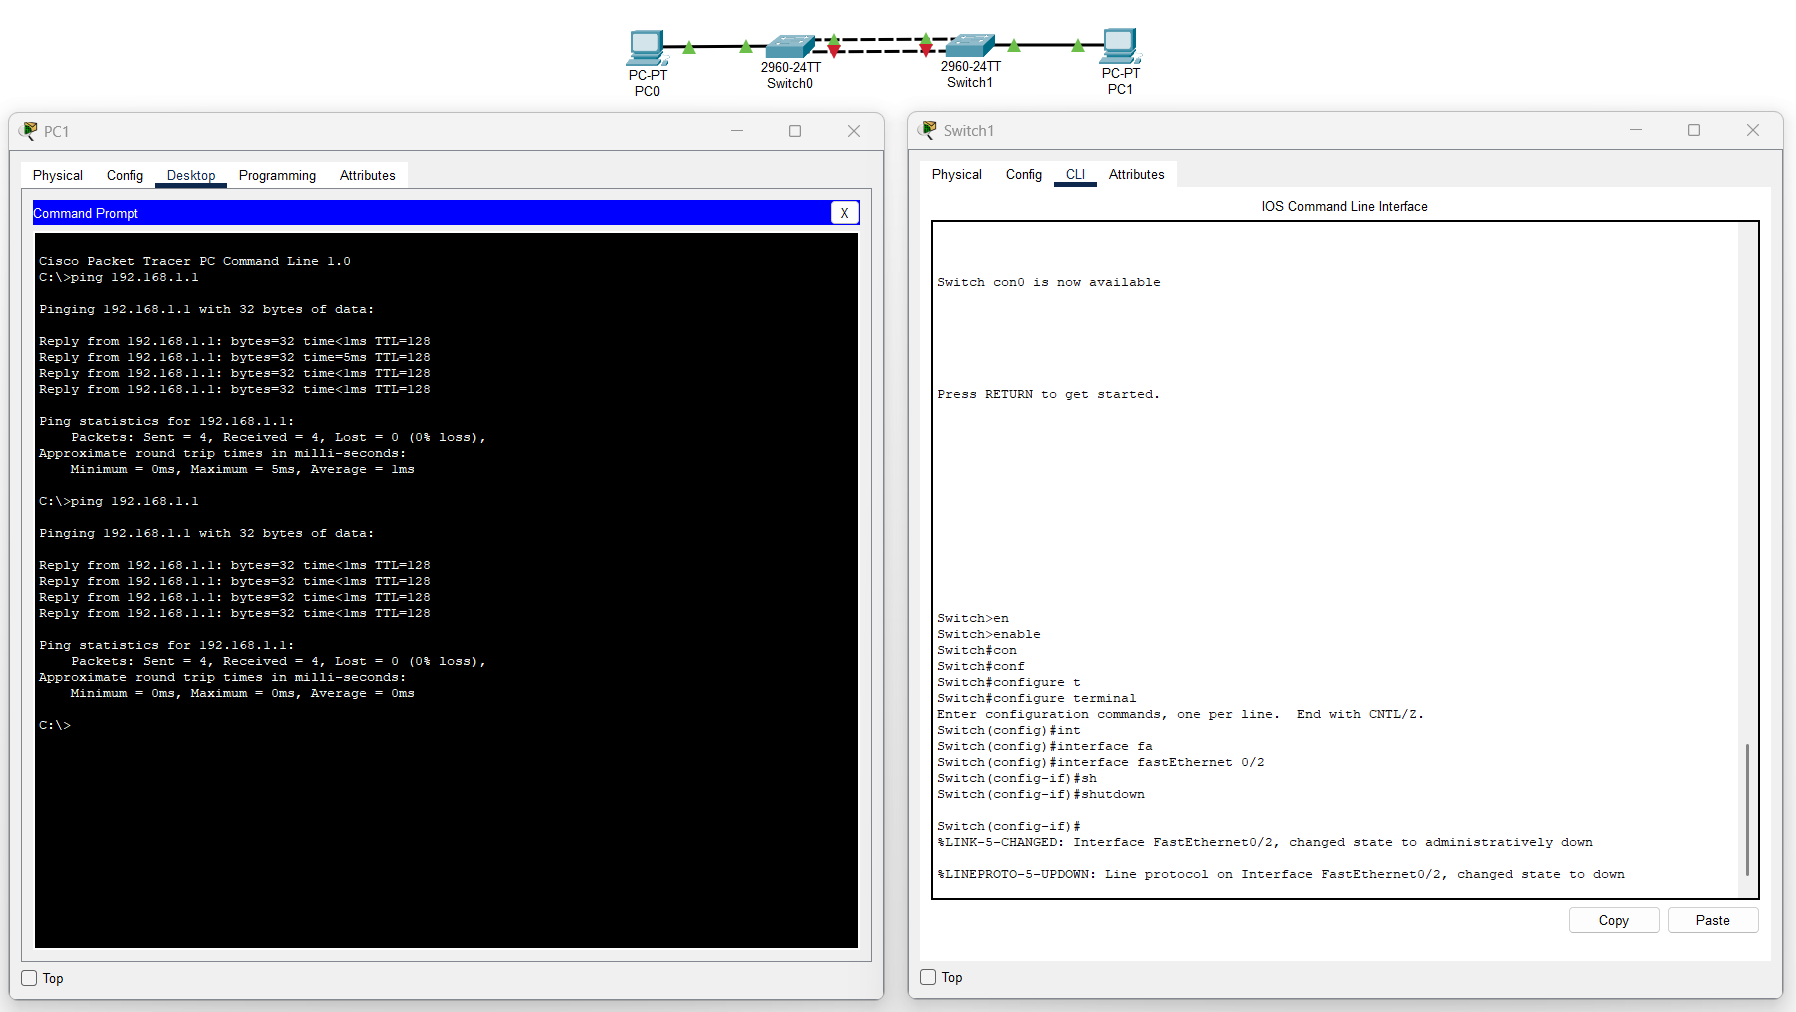 PC-PT
PC0
2960-24TT
Switch0
2960-24TT
Switch1
PC-PT
PC1
PC1
Physical Config Desktop Programming Attributes
Command Prompt X
Cisco Packet Tracer PC Command Line 1.0
C:\>ping 192.168.1.1
Pinging 192.168.1.1 with 32 bytes of data:
Reply from 192.168.1.1: bytes=32 time<1ms TTL=128
Reply from 192.168.1.1: bytes=32 time=5ms TTL=128
Reply from 192.168.1.1: bytes=32 time<1ms TTL=128
Reply from 192.168.1.1: bytes=32 time<1ms TTL=128
Ping statistics for 192.168.1.1:
Packets: Sent = 4, Received = 4, Lost = 0 (0% loss),
Approximate round trip times in milli-seconds:
Minimum = 0ms, Maximum = 5ms, Average = 1ms
C:\>ping 192.168.1.1
Pinging 192.168.1.1 with 32 bytes of data:
Reply from 192.168.1.1: bytes=32 time<1ms TTL=128
Reply from 192.168.1.1: bytes=32 time<1ms TTL=128
Reply from 192.168.1.1: bytes=32 time<1ms TTL=128
Reply from 192.168.1.1: bytes=32 time<1ms TTL=128
Ping statistics for 192.168.1.1:
Packets: Sent = 4, Received = 4, Lost = 0 (0% loss),
Approximate round trip times in milli-seconds:
Minimum = 0ms, Maximum = 0ms, Average = 0ms
C:\>
Top
Switch1
Physical Config CLI Attributes
IOS Command Line Interface
Switch con0 is now available
Press RETURN to get started.
Switch>en
Switch>enable
Switch#con
Switch#conf
Switch#configure t
Switch#configure terminal
Enter configuration commands, one per line. End with CNTL/Z.
Switch(config)#int
Switch(config)#interface fa
Switch(config)#interface fastEthernet 0/2
Switch(config-if)#sh
Switch(config-if)#shutdown
Switch(config-if)#
%LINK-5-CHANGED: Interface FastEthernet0/2, changed state to administratively down
%LINEPROTO-5-UPDOWN: Line protocol on Interface FastEthernet0/2, changed state to down
Copy Paste
Top